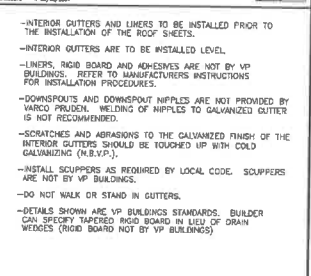 -INTERIOR GUTTERS AND LINERS TO BE INSTALLED PRIOR TO
THE INSTALLATION OF THE ROOF SHEETS.
-INTERIOR GUTTERS ARE TO BE INSTALLED LEVEL.
-LINERS, RIGID BOARD AND ADHESIVES ARE NOT BY VP
BUILDINGS. REFER TO MANUFACTURERS INSTRUCTIONS
FOR INSTALLATION PROCEDURES.
-DOWNSPOUTS AND DOWNSPOUT NIPPLES ARE NOT PROVIDED BY
VARCO PRUDEN. WELDING OF NIPPLES TO GALVANIZED GUTTER
IS NOT RECOMMENDED.
-SCRATCHES AND ABRASIONS TO THE GALVANIZED FINISH OF THE
INTERIOR GUTTERS SHOULD BE TOUCHED UP WITH COLD
GALVANIZING (N.B.V.P.).
-INSTALL SCUPPERS AS REQUIRED BY LOCAL CODE. SCUPPERS
ARE NOT BY VP BUILDINGS.
-DO NOT WALK OR STAND IN GUTTERS.
-DETAILS SHOWN ARE VP BUILDINGS STANDARDS. BUILDER
CAN SPECIFY TAPERED RIGID BOARD IN LIEU OF DRAIN
WEDGES (RIGID BOARD NOT BY VP BUILDINGS)